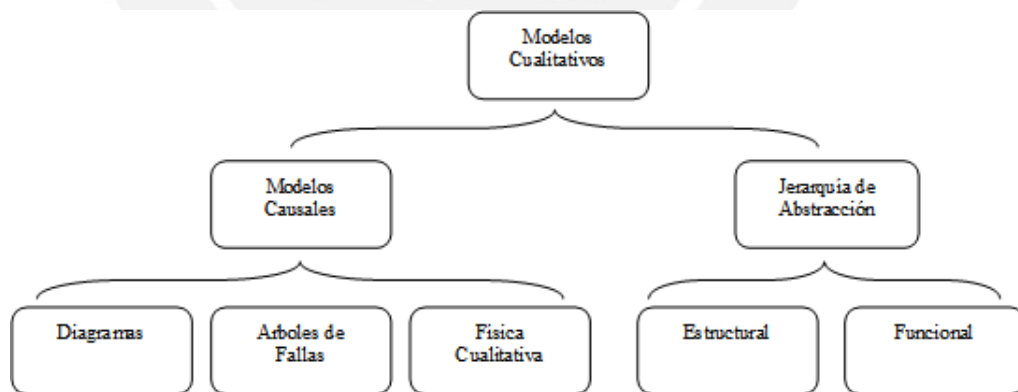 Modelos
Cualitativos
Modelos
Causales
Jerarquía de
Abstracción
Diagramas
Arboles de
Fallas
Física
Cualitativa
Estructural
Funcional